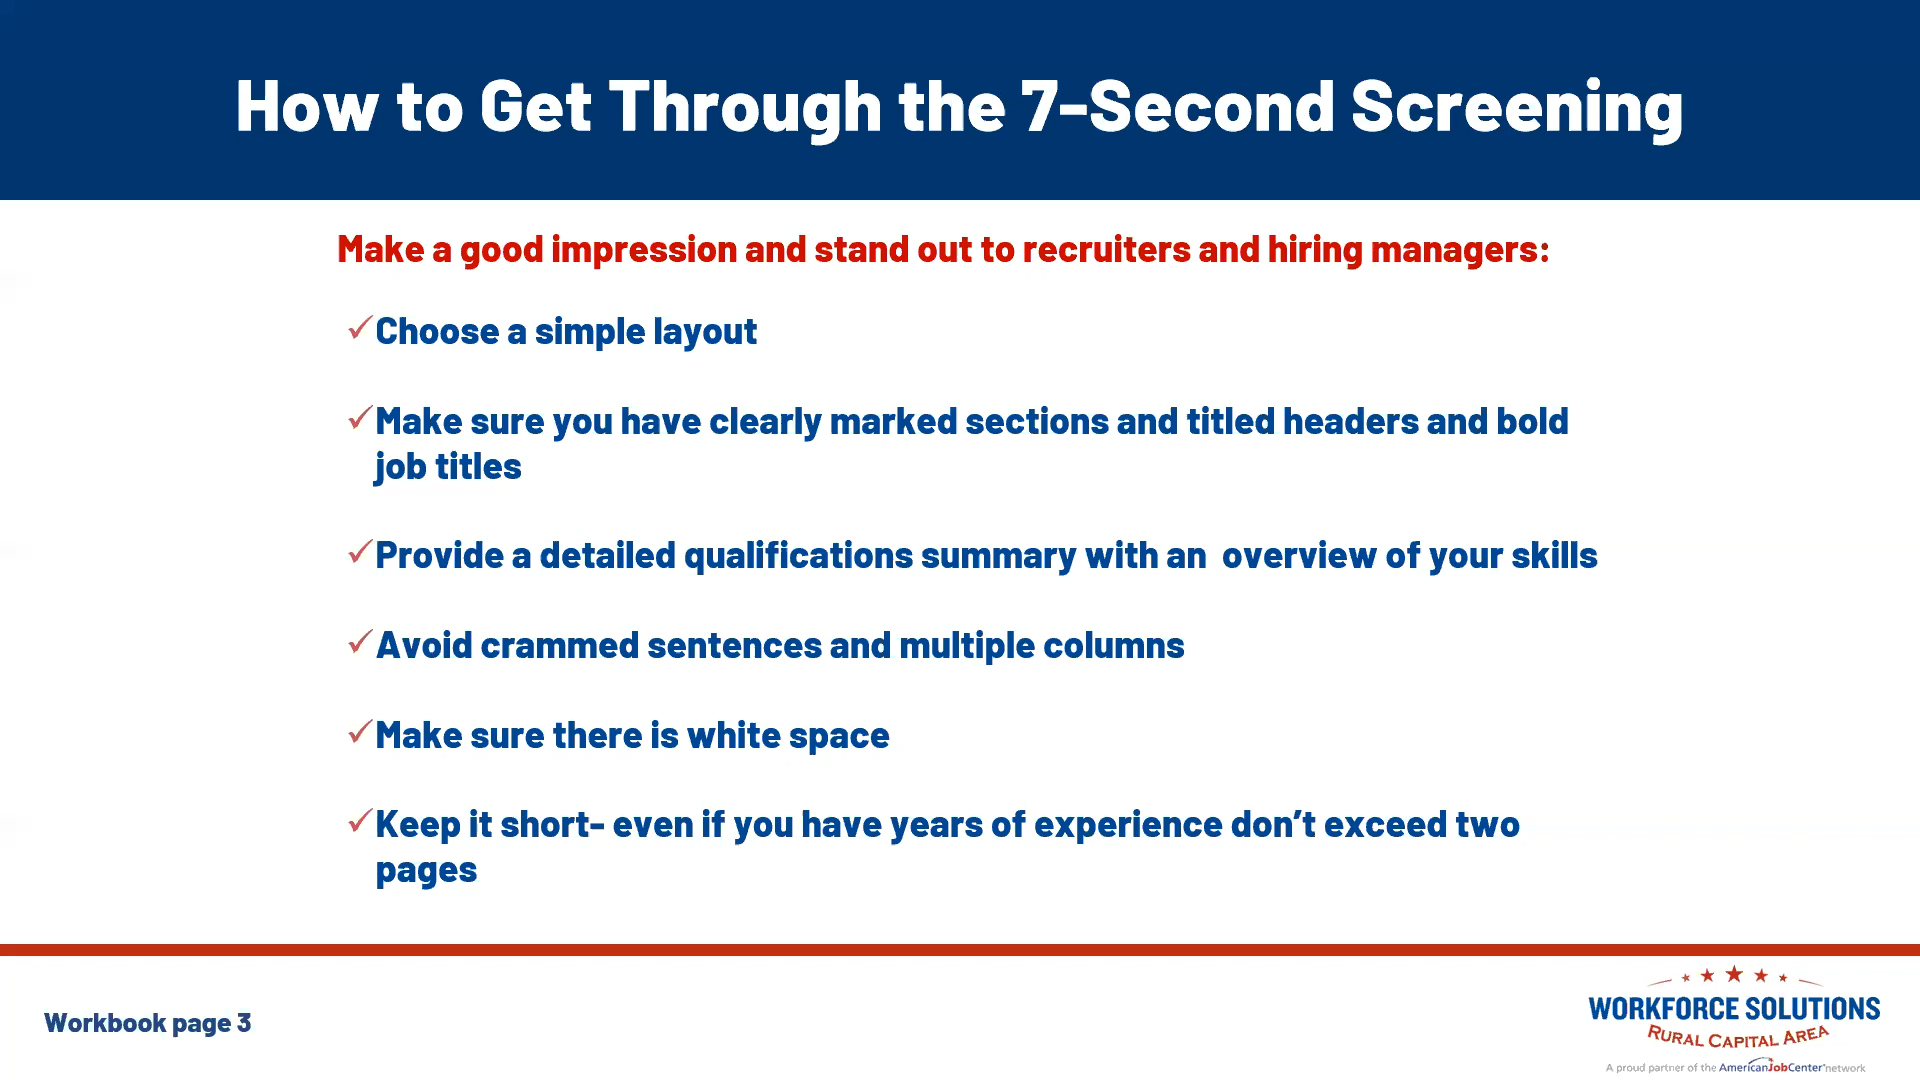 How to Get Through the 7-Second Screening
Make a good impression and stand out to recruiters and hiring managers:
✓Choose a simple layout
✓Make sure you have clearly marked sections and titled headers and bold
job titles
✓Provide a detailed qualifications summary with an  overview of your skills
✓Avoid crammed sentences and multiple columns
✓Make sure there is white space
✓Keep it short- even if you have years of experience don’t exceed two
pages
Workbook page 3
WORKFORCE SOLUTIONS
RURAL CAPITAL AREA
A proud partner of the AmericanJobCenter network